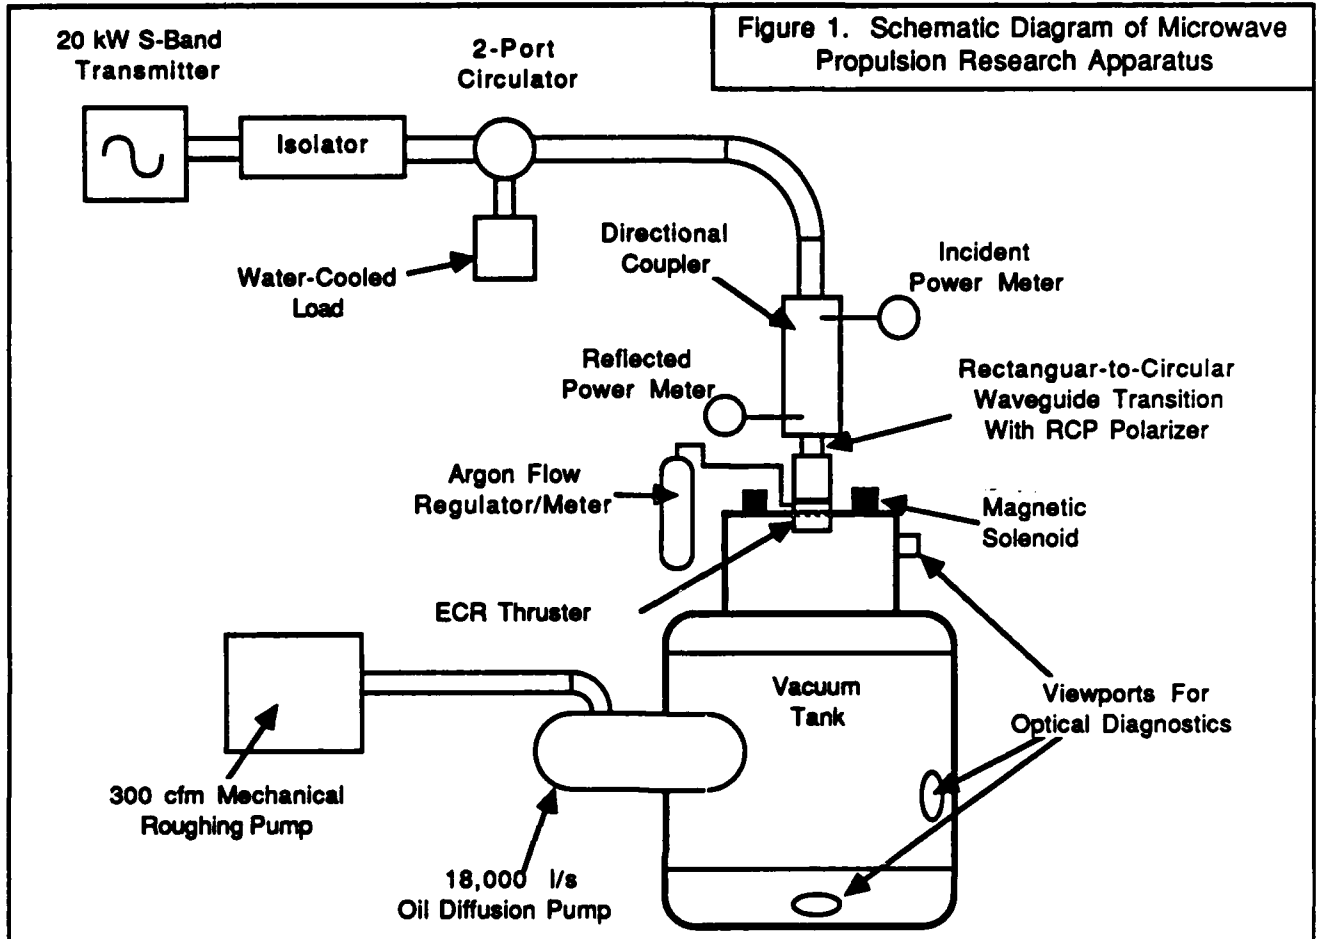 Figure 1. Schematic Diagram of Microwave
Propulsion Research Apparatus
20 kW S-Band
Transmitter
2-Port
Circulator
Isolator
Water-Cooled
Load
Directional
Coupler
Incident
Power Meter
Reflected
Power Meter
Rectanguar-to-Circular
Waveguide Transition
With RCP Polarizer
Argon Flow
Regulator/Meter
Magnetic
Solenoid
ECR Thruster
Vacuum
Tank
Viewports For
Optical Diagnostics
300 cfm Mechanical
Roughing Pump
18,000 l/s
Oil Diffusion Pump